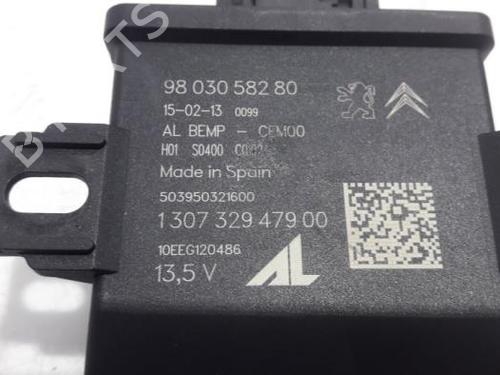 98 030 582 80
15-02-13 0099
AL BEMP - CEM00
H01 S0400
Made in Spain
503950321600
1 307 329 479 00
10EEG120486
13,5 V
AL